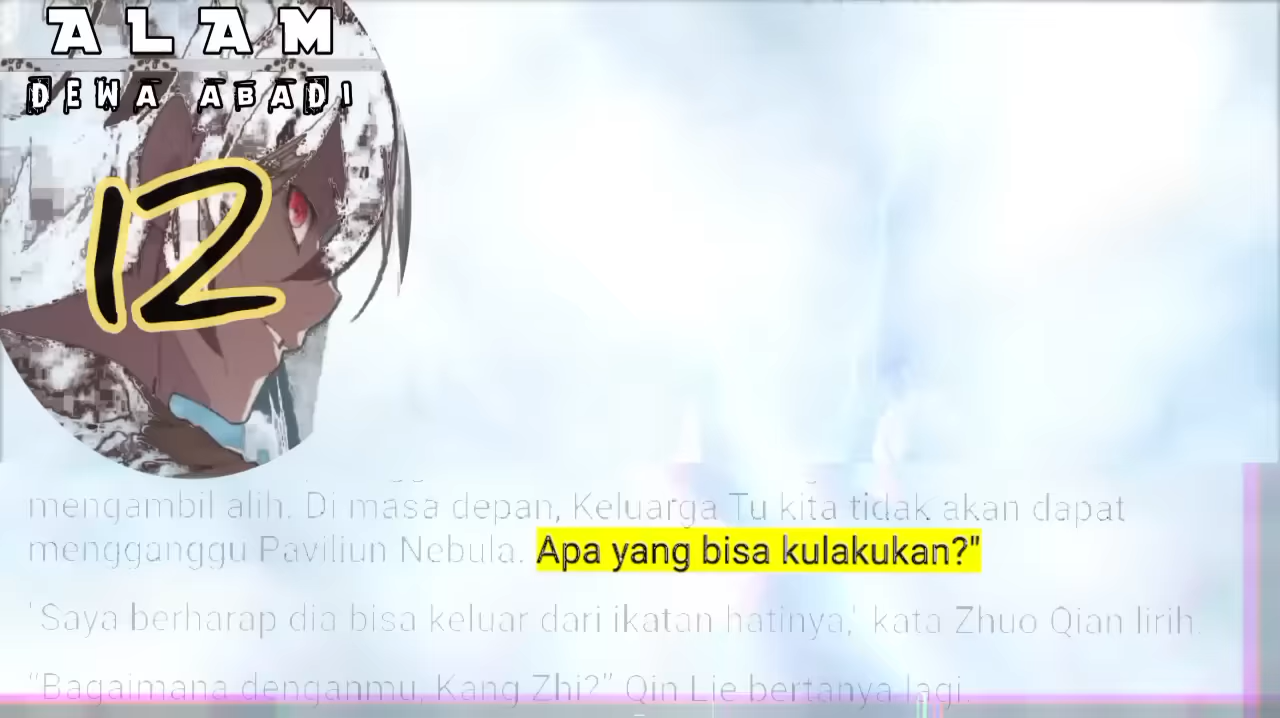 ALAM
DEWA ABADI
12
mengambil alih. Di masa depan, Keluarga Tu kita tidak akan dapat
mengganggu Paviliun Nebula. Apa yang bisa kulakukan?"
'Saya berharap dia bisa keluar dari ikatan hatinya,' kata Zhuo Qian lirih.
"Bagaimana denganmu, Kang Zhi?" Qin Lie bertanya lagi.